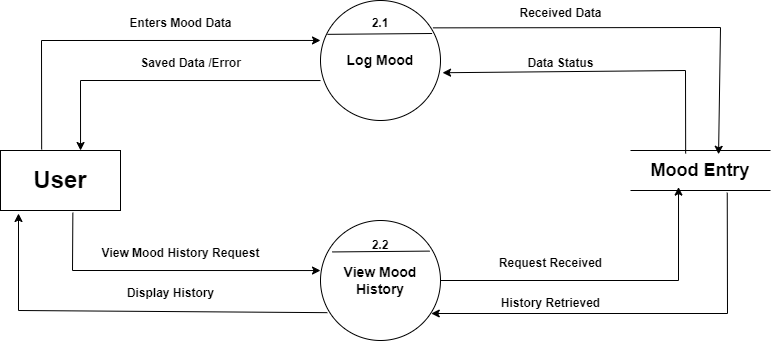 Enters Mood Data
2.1
Received Data
Log Mood
Saved Data /Error
Data Status
User
Mood Entry
2.2
View Mood History Request
View Mood
History
Request Received
Display History
History Retrieved